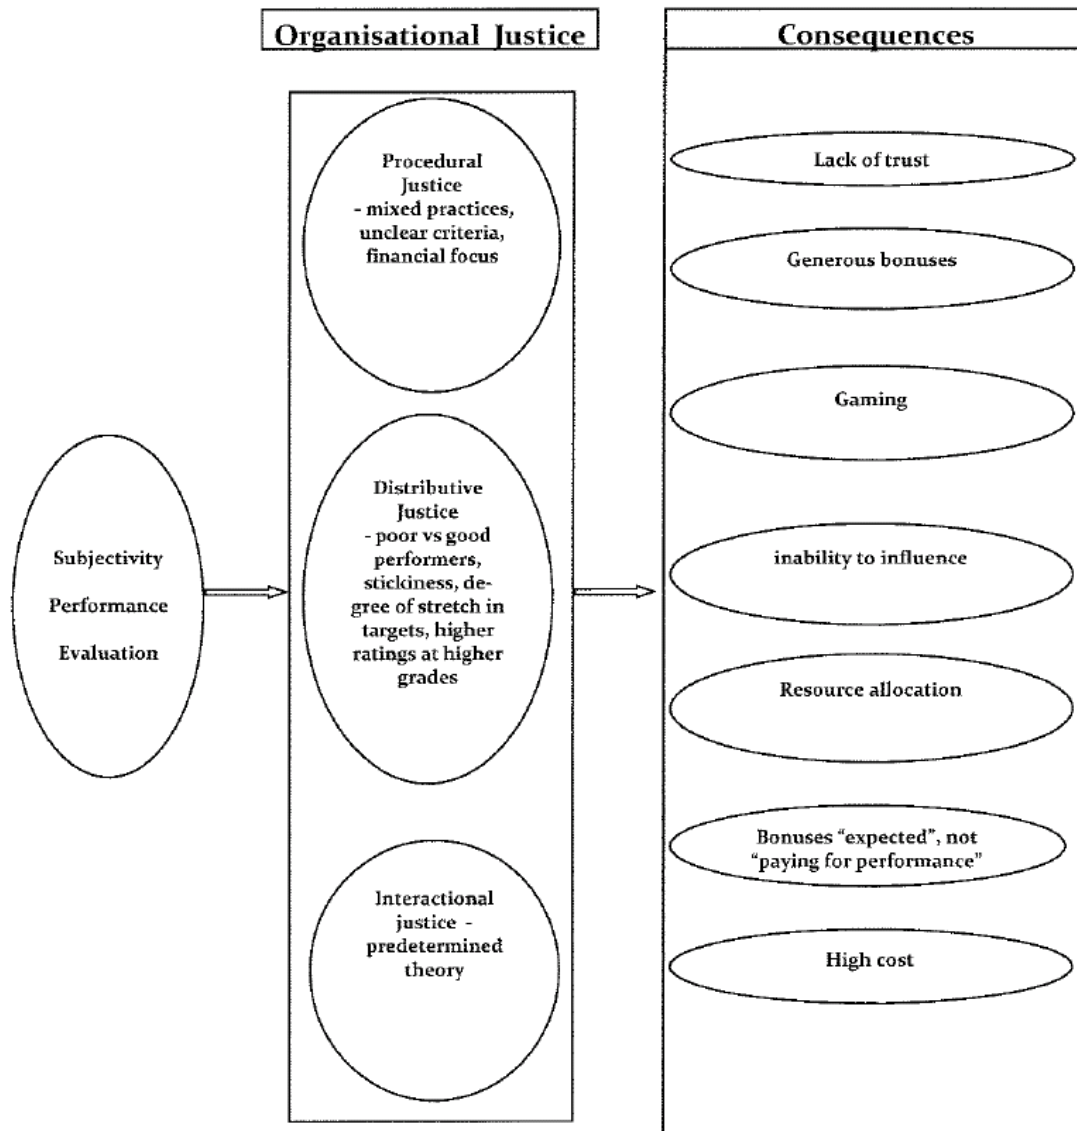 Organisational Justice
Consequences
Subjectivity
Performance
Evaluation
Procedural
Justice
- mixed practices,
unclear criteria,
financial focus
Distributive
Justice
- poor vs good
performers,
stickiness, de-
gree of stretch in
targets, higher
ratings at higher
grades
Interactional
justice -
predetermined
theory
Lack of trust
Generous bonuses
Gaming
inability to influence
Resource allocation
Bonuses “expected”, not
“paying for performance”
High cost